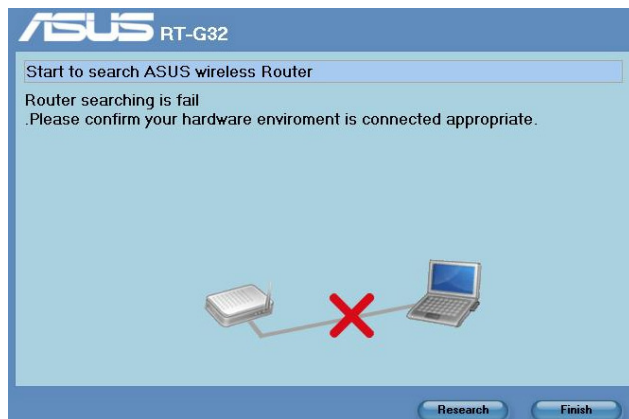 ASUS RT-G32
Start to search ASUS wireless Router
Router searching is fail
.Please confirm your hardware enviroment is connected appropriate.
Research Finish